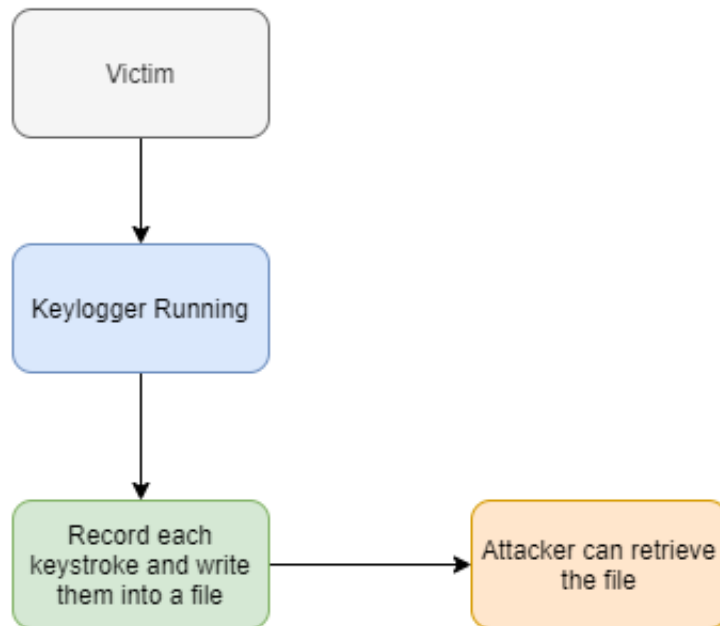 Victim
Keylogger Running
Record each
keystroke and write
them into a file
Attacker can retrieve
the file